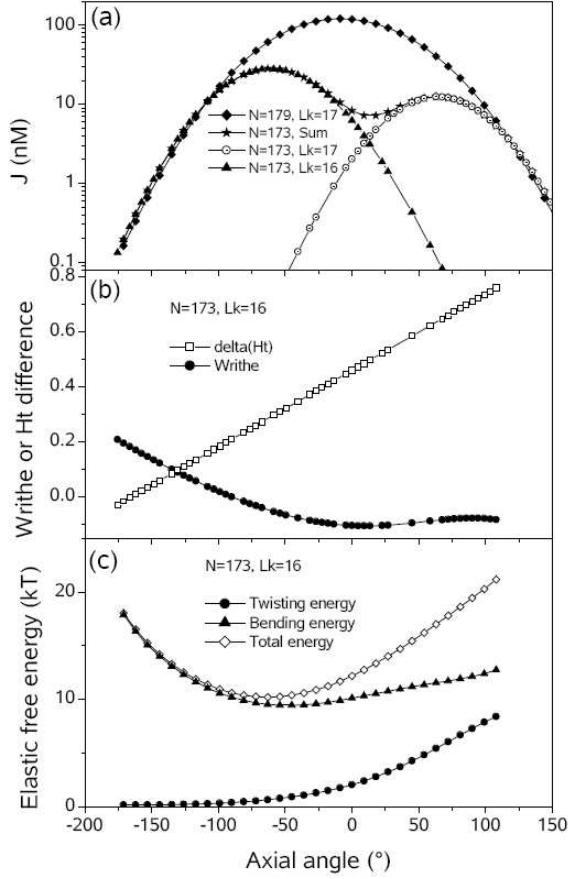 (a)
100
10
1
0.1
J (nM)
N=179, Lk=17
N=173, Sum
N=173, Lk=17
N=173, Lk=16
(b)
0.8
0.6
0.4
0.2
0.0
Writhe or Ht difference
N=173, Lk=16
delta(Ht)
Writhe
(c)
20
10
0
Elastic free energy (kT)
N=173, Lk=16
Twisting energy
Bending energy
Total energy
-200 -150 -100 -50 0 50 100 150
Axial angle (°)